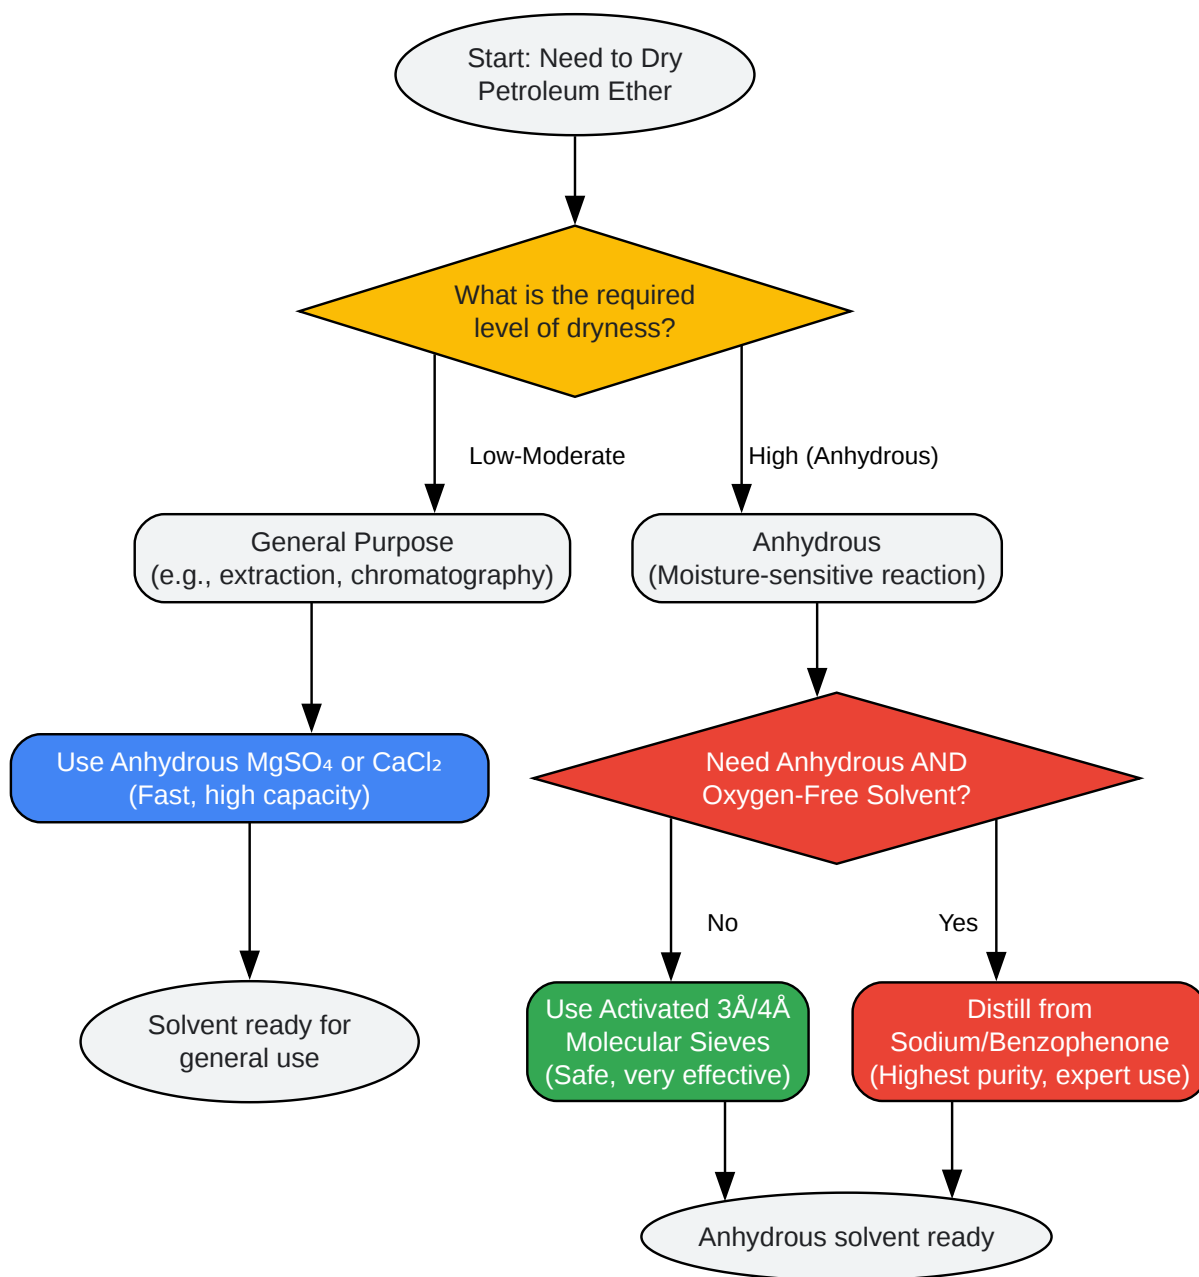 Start: Need to Dry
Petroleum Ether
What is the required
level of dryness?
Low-Moderate
High (Anhydrous)
General Purpose
(e.g., extraction, chromatography)
Anhydrous
(Moisture-sensitive reaction)
Use Anhydrous MgSO₄ or CaCl₂
(Fast, high capacity)
Need Anhydrous AND
Oxygen-Free Solvent?
No
Yes
Solvent ready for
general use
Use Activated 3Å/4Å
Molecular Sieves
(Safe, very effective)
Distill from
Sodium/Benzophenone
(Highest purity, expert use)
Anhydrous solvent ready